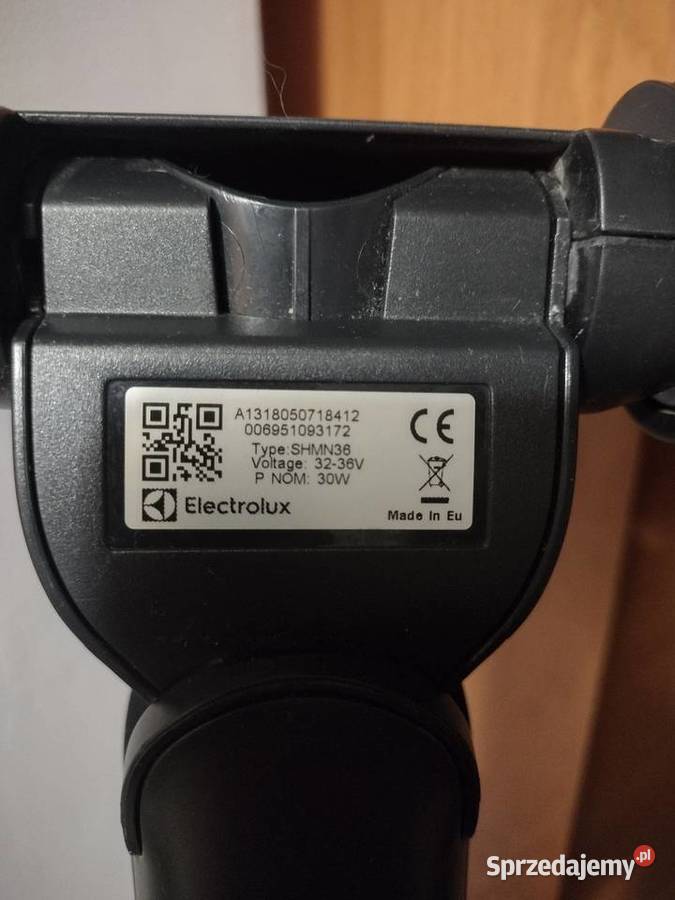 A1318050718412
006951093172
Type:SHMN36
Voltage: 32-36V
P NOM: 30W
Electrolux
CE
Made In Eu
Sprzedajemy.pl